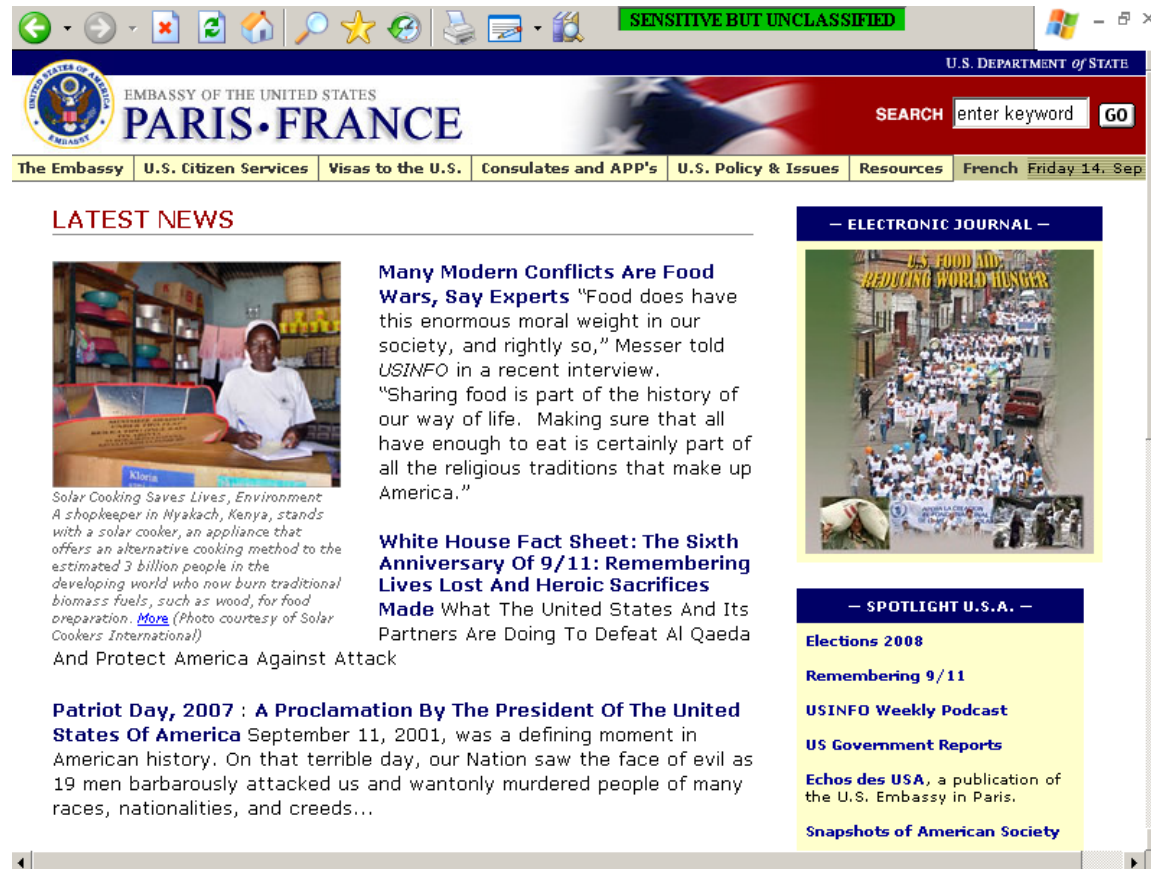 SENSITIVE BUT UNCLASSIFIED
U.S. DEPARTMENT of STATE
EMBASSY OF THE UNITED STATES
PARIS•FRANCE
SEARCH enter keyword GO
The Embassy U.S. Citizen Services Visas to the U.S. Consulates and APP's U.S. Policy & Issues Resources French Friday 14. Sep
LATEST NEWS
Solar Cooking Saves Lives, Environment
A shopkeeper in Nyakach, Kenya, stands
with a solar cooker, an appliance that
offers an alternative cooking method to the
estimated 3 billion people in the
developing world who now burn traditional
biomass fuels, such as wood, for food
preparation. More (Photo courtesy of Solar
Cookers International)
Many Modern Conflicts Are Food
Wars, Say Experts “Food does have
this enormous moral weight in our
society, and rightly so,” Messer told
USINFO in a recent interview.
“Sharing food is part of the history of
our way of life. Making sure that all
have enough to eat is certainly part of
all the religious traditions that make up
America.”
White House Fact Sheet: The Sixth
Anniversary Of 9/11: Remembering
Lives Lost And Heroic Sacrifices
Made What The United States And Its
Partners Are Doing To Defeat Al Qaeda
And Protect America Against Attack
Patriot Day, 2007 : A Proclamation By The President Of The United
States Of America September 11, 2001, was a defining moment in
American history. On that terrible day, our Nation saw the face of evil as
19 men barbarously attacked us and wantonly murdered people of many
races, nationalities, and creeds...
— ELECTRONIC JOURNAL —
U.S. FOOD AID:
REDUCING WORLD HUNGER
— SPOTLIGHT U.S.A. —
Elections 2008
Remembering 9/11
USINFO Weekly Podcast
US Government Reports
Echos des USA, a publication of
the U.S. Embassy in Paris.
Snapshots of American Society